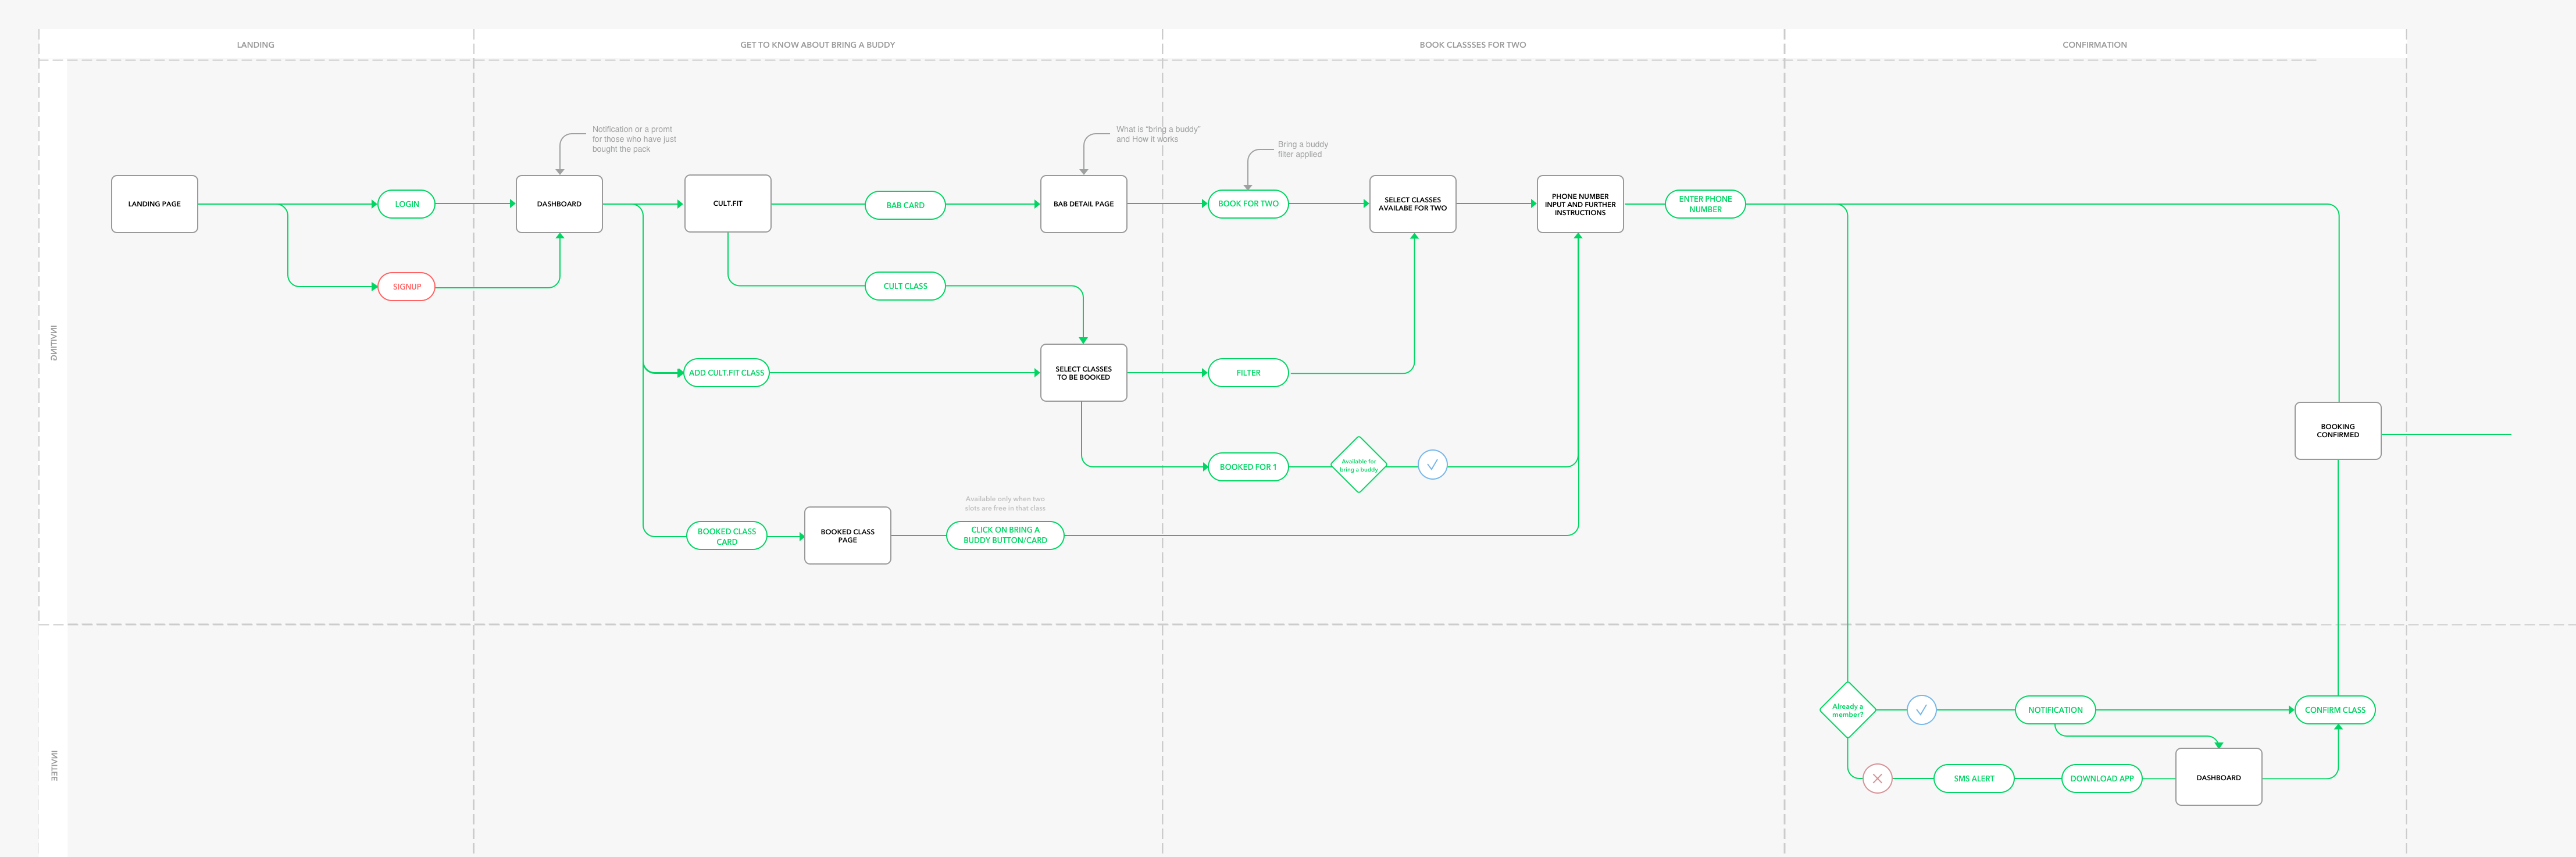 LANDING
GET TO KNOW ABOUT BRING A BUDDY
BOOK CLASSSES FOR TWO
CONFIRMATION
INVITING
Notification or a promt
for those who have just
bought the pack
What is "bring a buddy"
and How it works
Bring a buddy
filter applied
LANDING PAGE
LOGIN
DASHBOARD
CULT.FIT
BAB CARD
BAB DETAIL PAGE
BOOK FOR TWO
SELECT CLASSES
AVAILABE FOR TWO
PHONE NUMBER
INPUT AND FURTHER
INSTRUCTIONS
ENTER PHONE
NUMBER
SIGNUP
CULT CLASS
ADD CULT.FIT CLASS
SELECT CLASSES
TO BE BOOKED
FILTER
BOOKING
CONFIRMED
BOOKED FOR 1
Available for
bring a buddy
Available only when two
slots are free in that class
BOOKED CLASS
CARD
BOOKED CLASS
PAGE
CLICK ON BRING A
BUDDY BUTTON/CARD
INVITEE
Already a
member?
NOTIFICATION
CONFIRM CLASS
SMS ALERT
DOWNLOAD APP
DASHBOARD